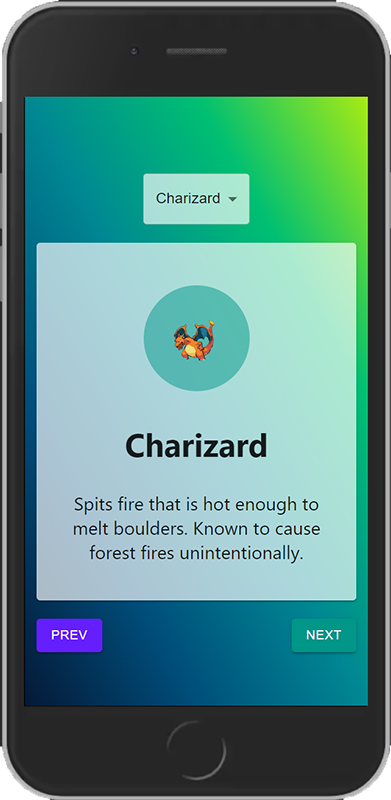 Charizard
Charizard
Spits fire that is hot enough to
melt boulders. Known to cause
forest fires unintentionally.
PREV
NEXT